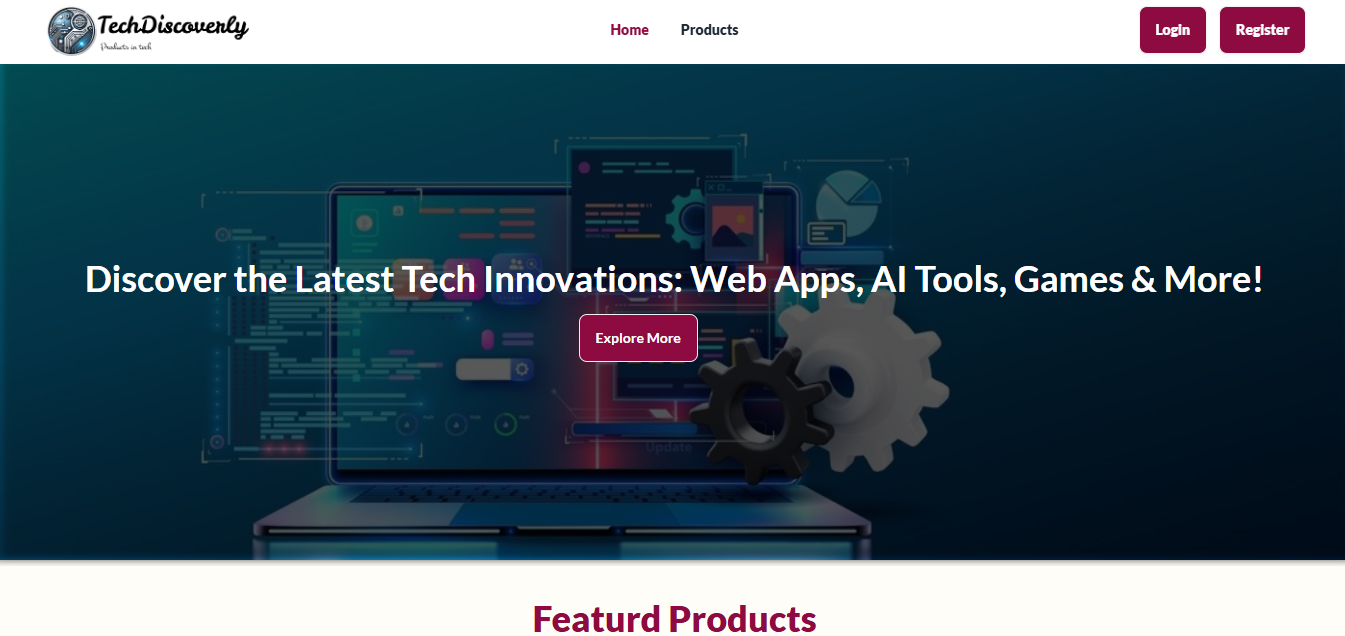 TechDiscoverly
Products in tech
Home
Products
Login
Register
Discover the Latest Tech Innovations: Web Apps, AI Tools, Games & More!
Explore More
Update
Featurd Products